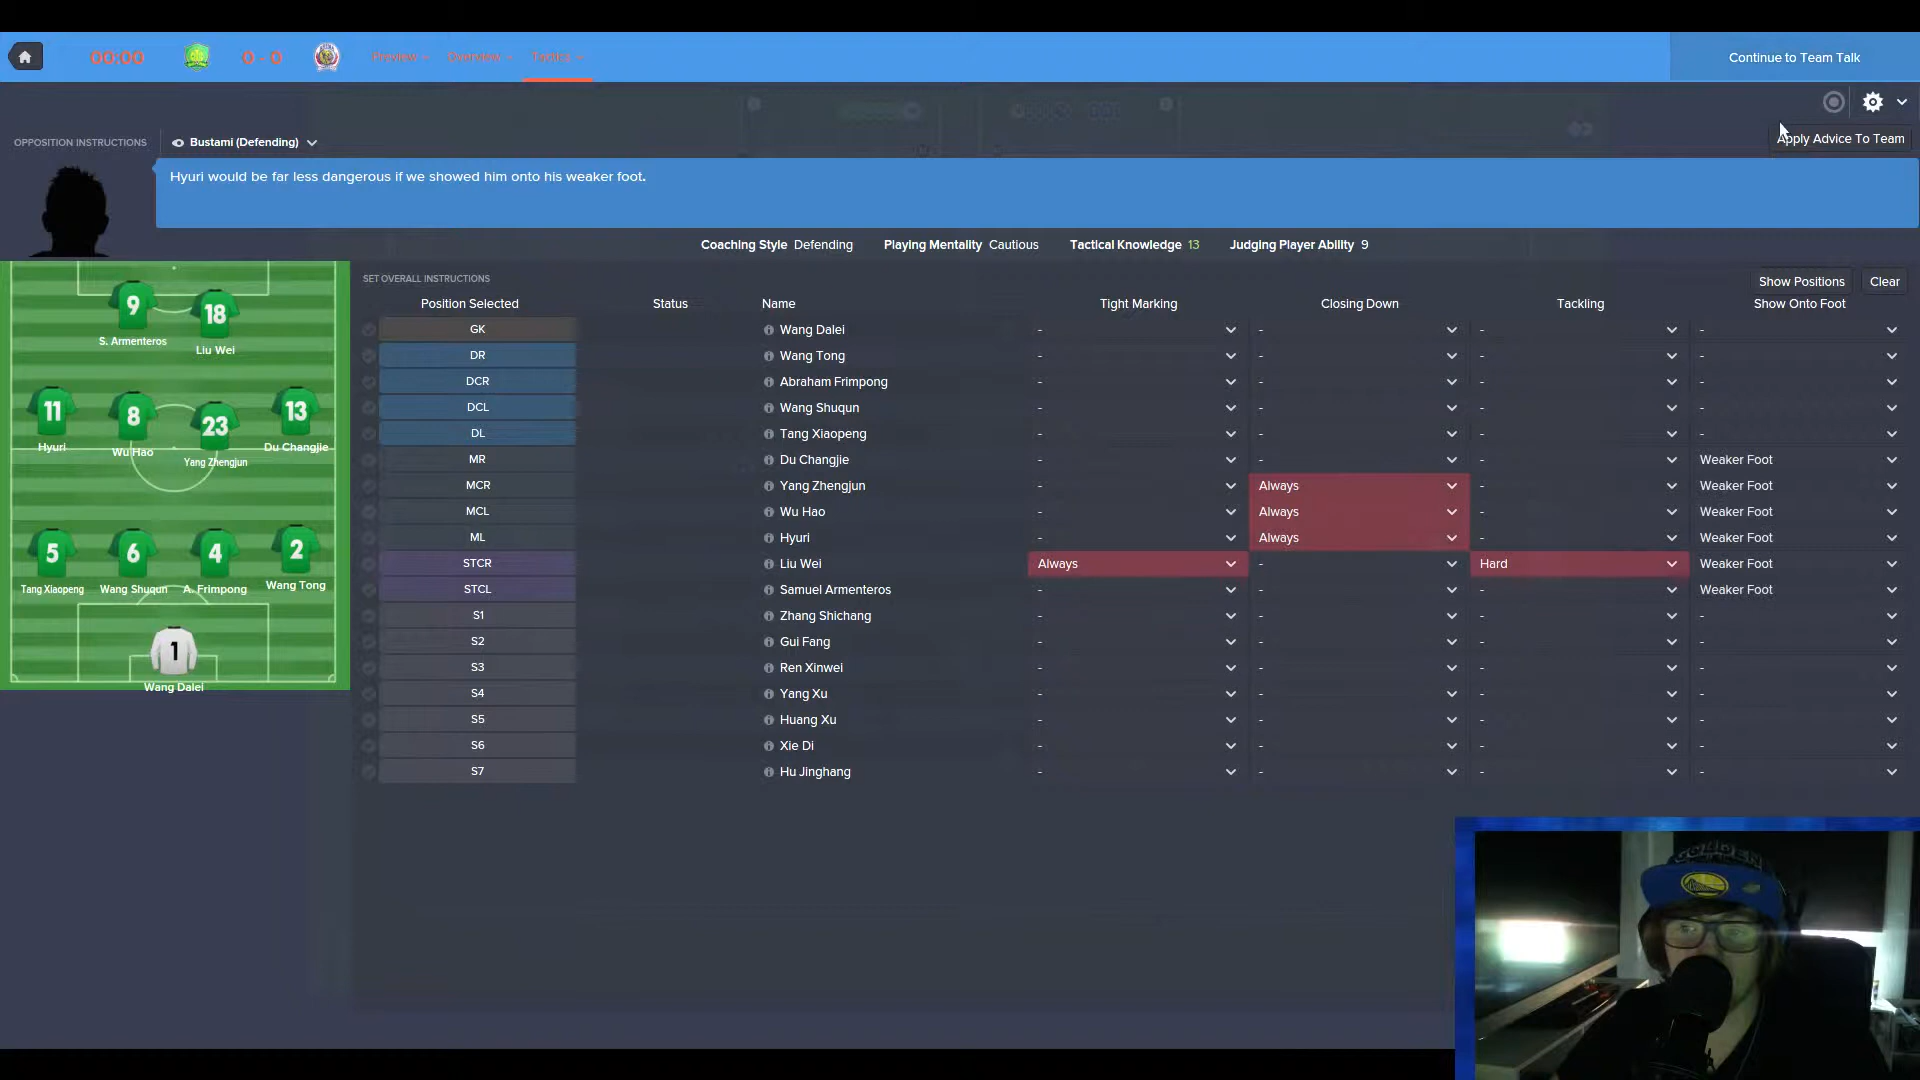 00:00 0 - 0 Preview Overview Tactics Continue to Team Talk
OPPOSITION INSTRUCTIONS Bustami (Defending) Apply Advice To Team
Hyuri would be far less dangerous if we showed him onto his weaker foot.
Coaching Style Defending Playing Mentality Cautious Tactical Knowledge 13 Judging Player Ability 9
SET OVERALL INSTRUCTIONS Show Positions Clear
Position Selected Status Name Tight Marking Closing Down Tackling Show Onto Foot
GK Wang Dalei - - - -
DR Wang Tong - - - -
DCR Abraham Frimpong - - - -
DCL Wang Shuqun - - - -
DL Tang Xiaopeng - - - -
MR Du Changjie - - - Weaker Foot
MCR Yang Zhengjun - Always - Weaker Foot
MCL Wu Hao - Always - Weaker Foot
ML Hyuri - Always - Weaker Foot
STCR Liu Wei Always - Hard Weaker Foot
STCL Samuel Armenteros - - - Weaker Foot
S1 Zhang Shichang - - - -
S2 Gui Fang - - - -
S3 Ren Xinwei - - - -
S4 Yang Xu - - - -
S5 Huang Xu - - - -
S6 Xie Di - - - -
S7 Hu Jinghang - - - -
9 18
S. Armenteros Liu Wei
11 8 23 13
Hyuri Wu Hao Yang Zhengjun Du Changjie
5 6 4 2
Tang Xiaopeng Wang Shuqun A. Frimpong Wang Tong
1
Wang Dalei
GOLDEN